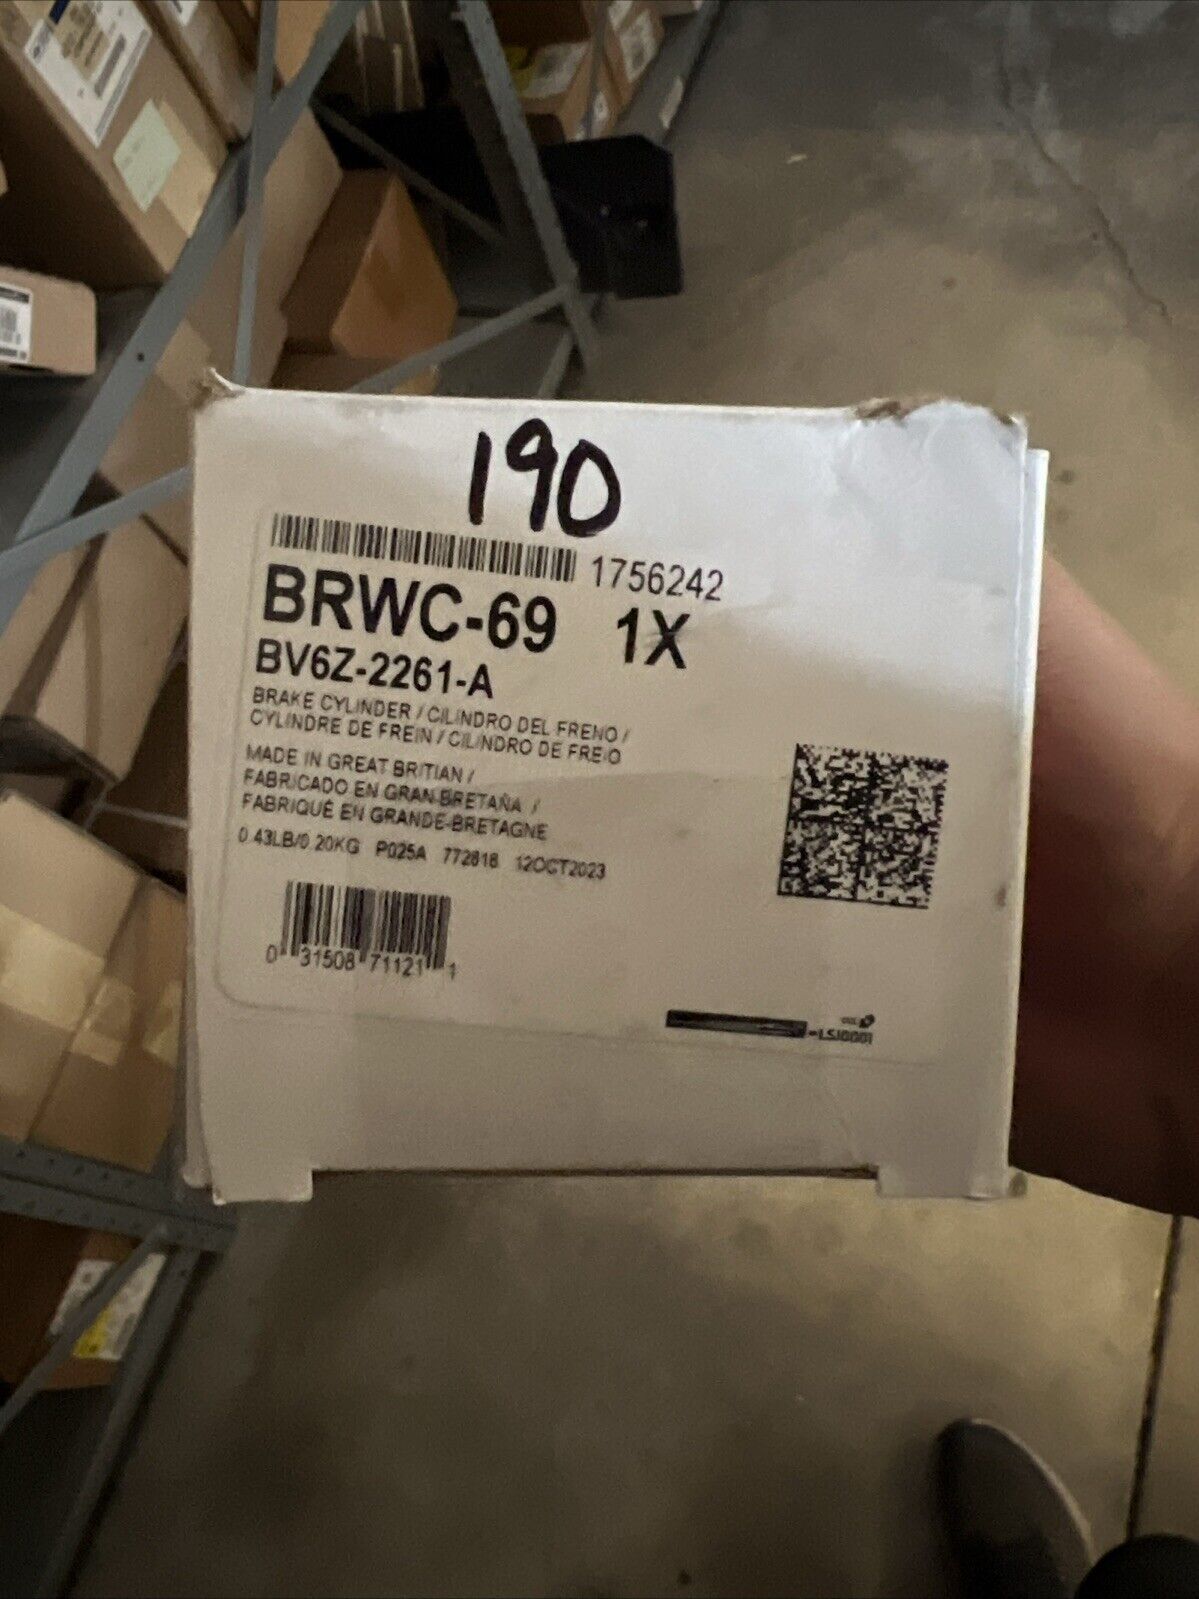 190
1756242
BRWC-69 1X
BV6Z-2261-A
BRAKE CYLINDER / CILINDRO DEL FRENO /
CYLINDRE DE FREIN / CILINDRO DE FREIO
MADE IN GREAT BRITIAN /
FABRICADO EN GRAN BRETAÑA /
FABRIQUÉ EN GRANDE-BRETAGNE
0.43LB/0.20KG P025A 772818 12OCT2023
0 31508 71121 1
LSI0001